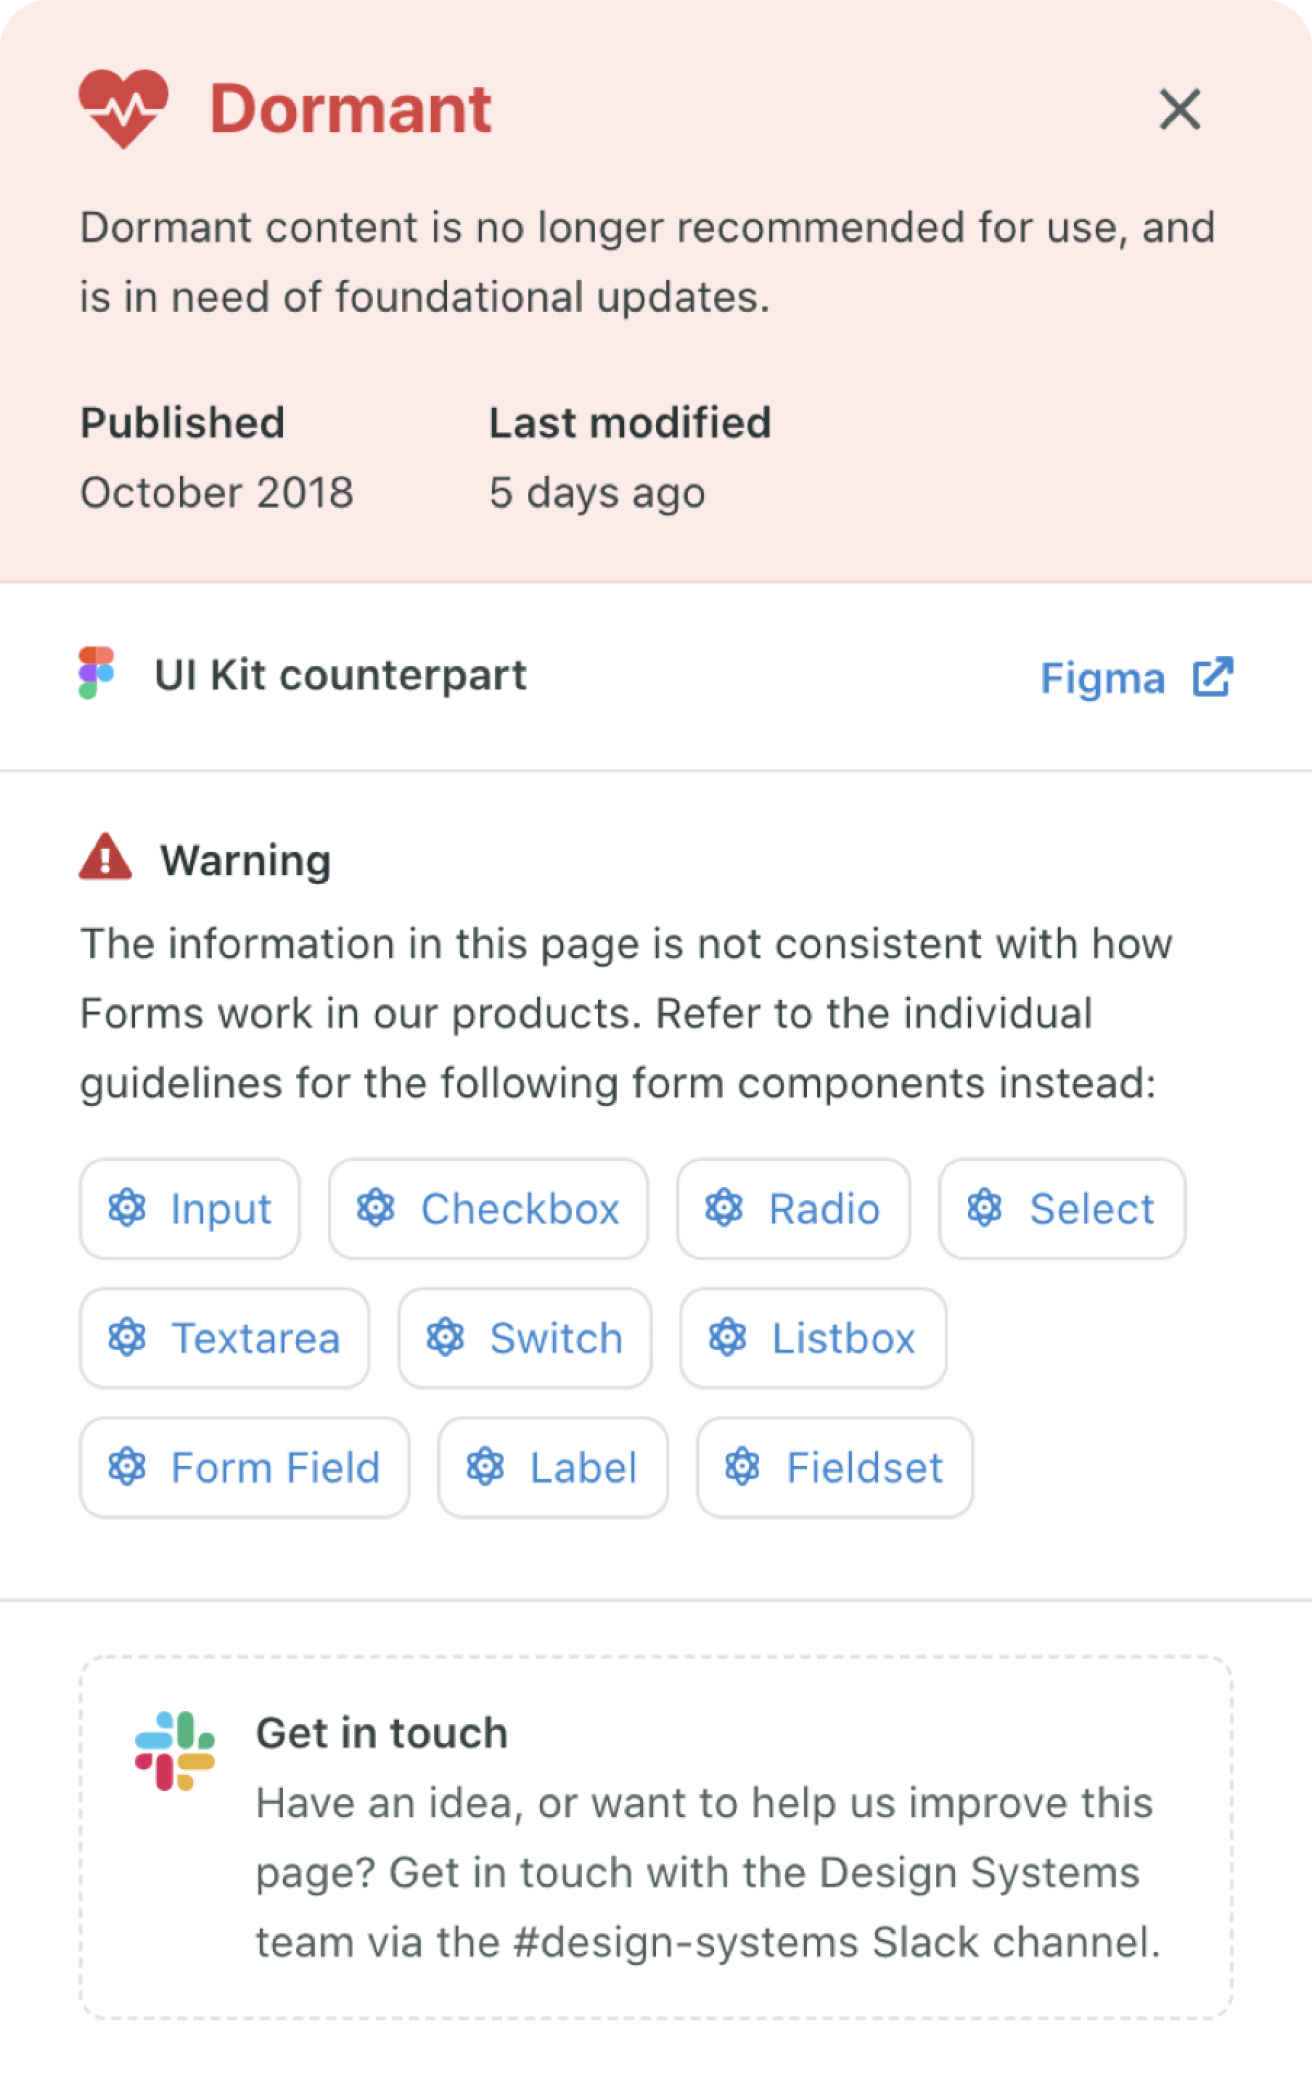 Dormant
Dormant content is no longer recommended for use, and
is in need of foundational updates.
Published Last modified
October 2018 5 days ago
UI Kit counterpart Figma
Warning
The information in this page is not consistent with how
Forms work in our products. Refer to the individual
guidelines for the following form components instead:
Input Checkbox Radio Select
Textarea Switch Listbox
Form Field Label Fieldset
Get in touch
Have an idea, or want to help us improve this
page? Get in touch with the Design Systems
team via the #design-systems Slack channel.